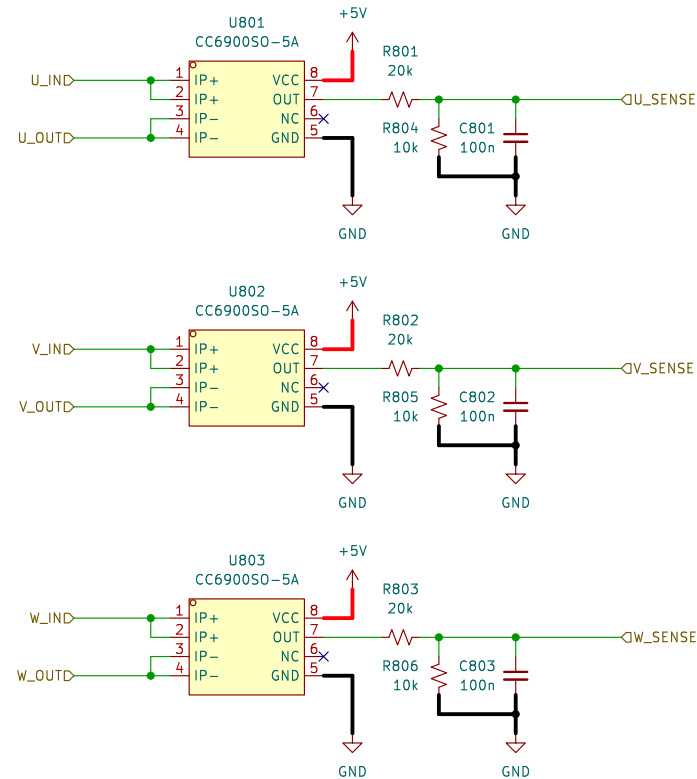 U801
CC6900SO-5A
+5V
R801
20k
U_IN
1 IP+ VCC 8
2 IP+ OUT 7
3 IP- NC 6
4 IP- GND 5
U_OUT
U_SENSE
R804
10k
C801
100n
GND
GND
U802
CC6900SO-5A
+5V
R802
20k
V_IN
1 IP+ VCC 8
2 IP+ OUT 7
3 IP- NC 6
4 IP- GND 5
V_OUT
V_SENSE
R805
10k
C802
100n
GND
GND
U803
CC6900SO-5A
+5V
R803
20k
W_IN
1 IP+ VCC 8
2 IP+ OUT 7
3 IP- NC 6
4 IP- GND 5
W_OUT
W_SENSE
R806
10k
C803
100n
GND
GND